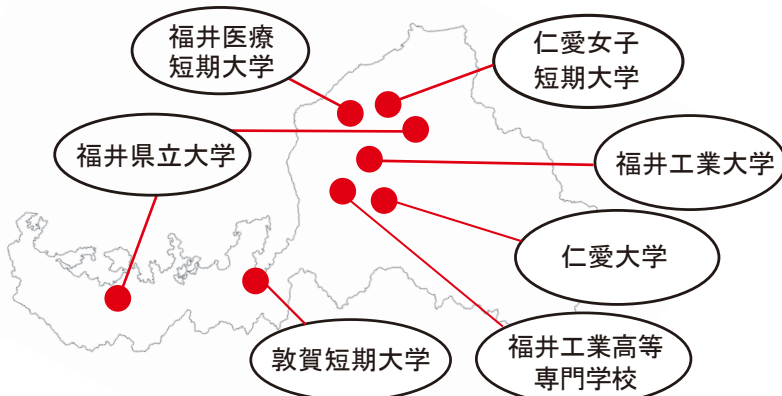 福井医療
短期大学
仁愛女子
短期大学
福井県立大学
福井工業大学
仁愛大学
敦賀短期大学
福井工業高等
専門学校